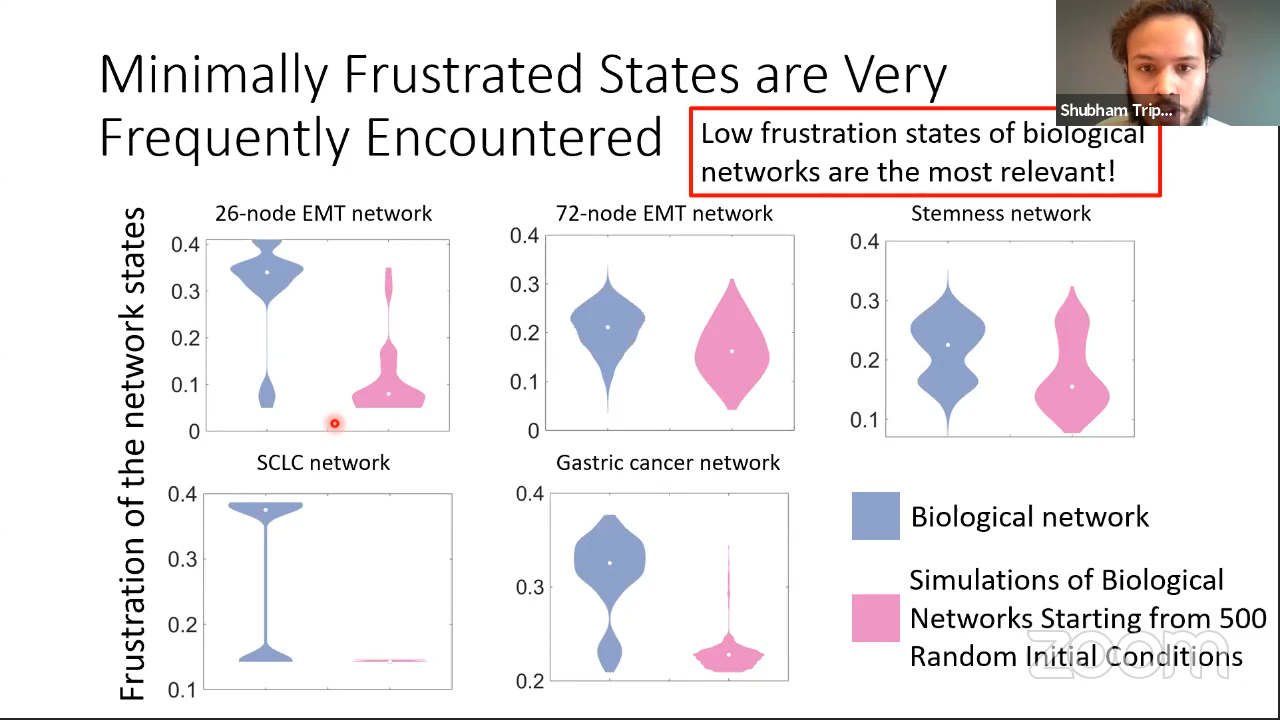 Minimally Frustrated States are Very
Frequently Encountered
Shubham Trip...
Low frustration states of biological
networks are the most relevant!
Frustration of the network states
26-node EMT network
0.4
0.3
0.2
0.1
0
72-node EMT network
0.4
0.3
0.2
0.1
0
Stemness network
0.4
0.3
0.2
0.1
SCLC network
0.4
0.3
0.2
0.1
Gastric cancer network
0.4
0.3
0.2
Biological network
Simulations of Biological
Networks Starting from 500
Random Initial Conditions
zoom